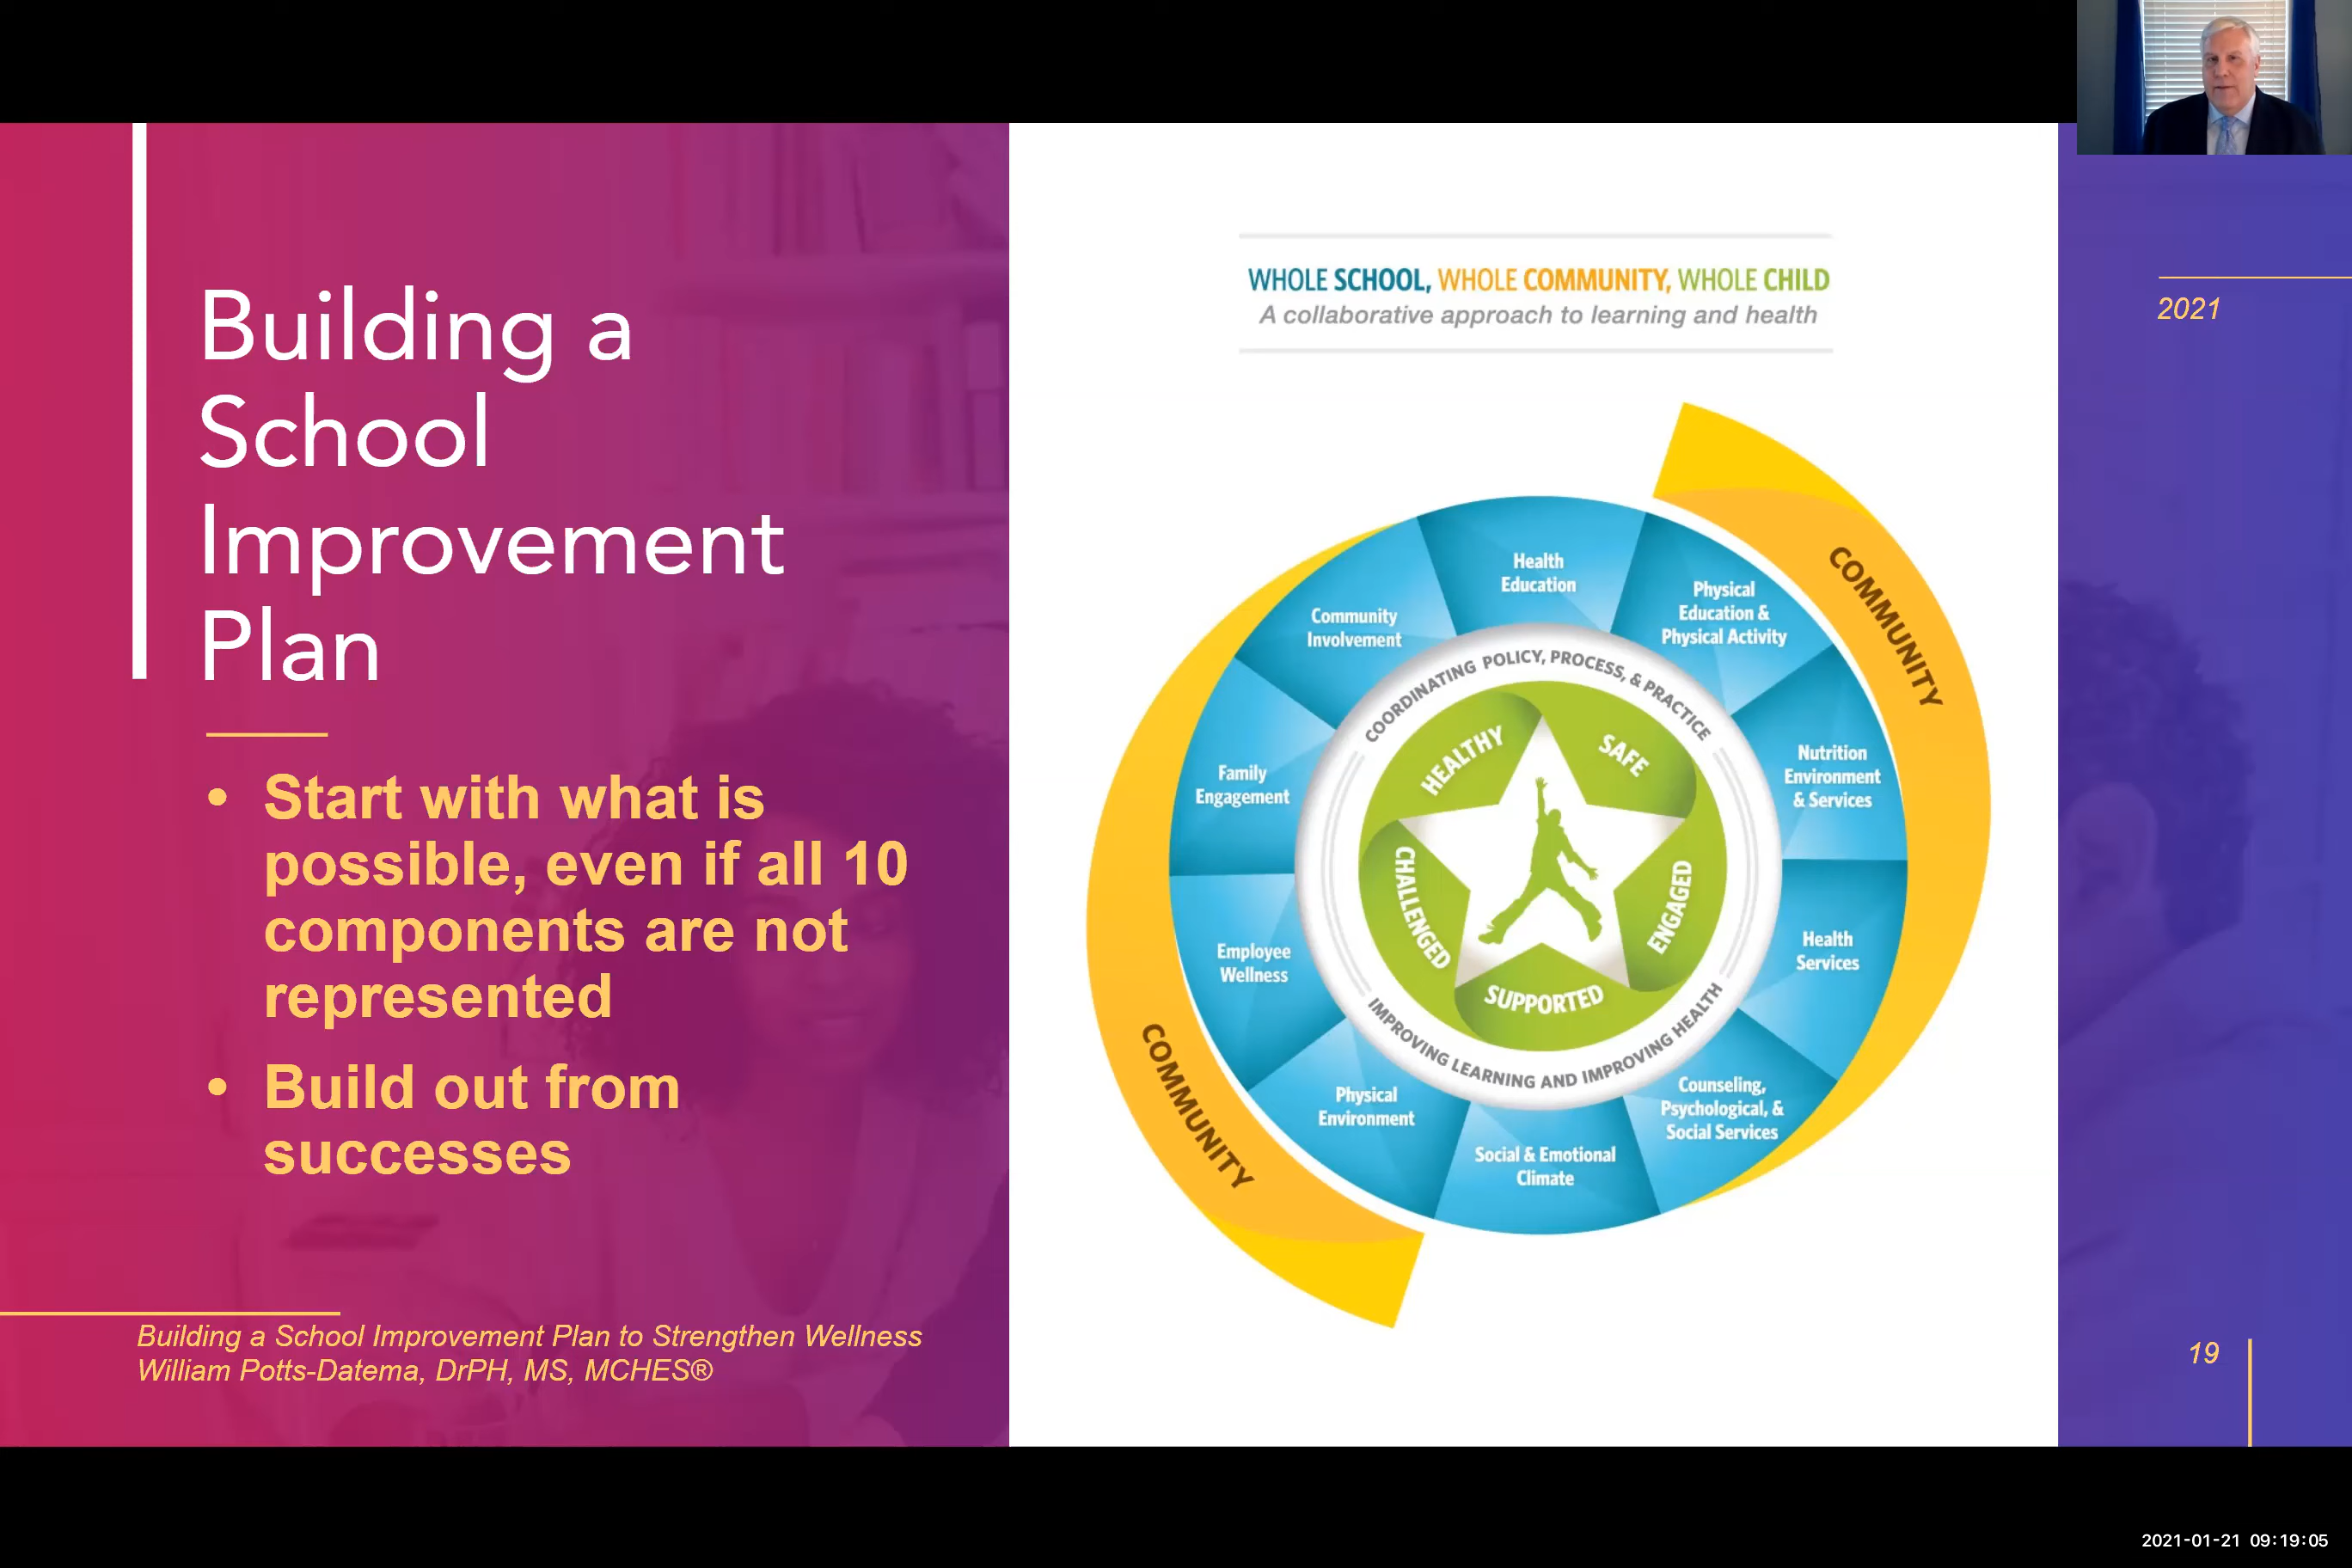 Building a
School
Improvement
Plan
• Start with what is
possible, even if all 10
components are not
represented
• Build out from
successes
Building a School Improvement Plan to Strengthen Wellness
William Potts-Datema, DrPH, MS, MCHES®
WHOLE SCHOOL, WHOLE COMMUNITY, WHOLE CHILD
A collaborative approach to learning and health
COMMUNITY
Health
Education
Physical
Education &
Physical Activity
Nutrition
Environment
& Services
Health
Services
Counseling,
Psychological, &
Social Services
Social & Emotional
Climate
Physical
Environment
Employee
Wellness
Family
Engagement
Community
Involvement
COORDINATING POLICY, PROCESS, & PRACTICE
IMPROVING LEARNING AND IMPROVING HEALTH
HEALTHY
SAFE
ENGAGED
SUPPORTED
CHALLENGED
COMMUNITY
2021
19
2021-01-21 09:19:05